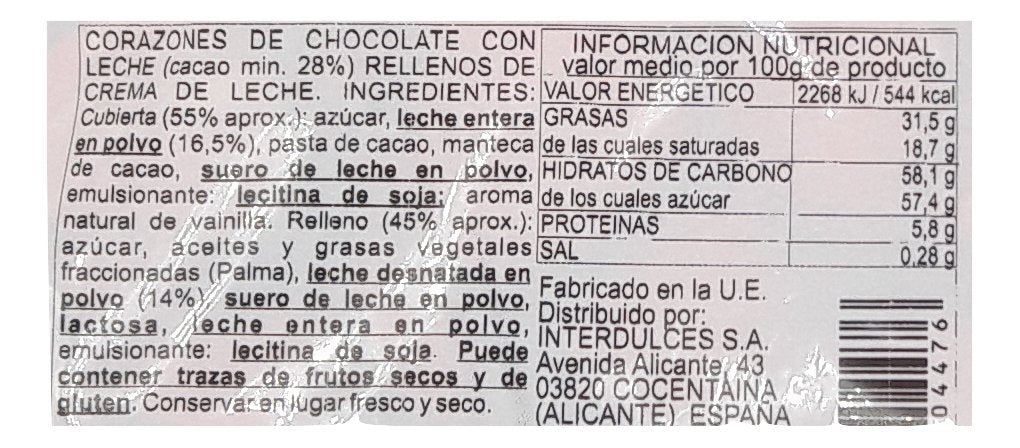 CORAZONES DE CHOCOLATE CON
LECHE (cacao min. 28%) RELLENOS DE
CREMA DE LECHE. INGREDIENTES:
Cubierta (55% aprox.): azúcar, leche entera
en polvo (16,5%), pasta de cacao, manteca
de cacao, suero de leche en polvo,
emulsionante: lecitina de soja; aroma
natural de vainilla. Relleno (45% aprox.):
azúcar, aceites y grasas vegetales
fraccionadas (Palma), leche desnatada en
polvo (14%), suero de leche en polvo,
lactosa, leche entera en polvo,
emulsionante: lecitina de soja. Puede
contener trazas de frutos secos y de
gluten. Conservar en lugar fresco y seco.
INFORMACION NUTRICIONAL
valor medio por 100g de producto
VALOR ENERGETICO 2268 kJ / 544 kcal
GRASAS 31,5 g
de las cuales saturadas 18,7 g
HIDRATOS DE CARBONO 58,1 g
de los cuales azúcar 57,4 g
PROTEINAS 5,8 g
SAL 0,28 g
Fabricado en la U.E.
Distribuido por:
INTERDULCES S.A.
Avenida Alicante, 43
03820 COCENTAINA
(ALICANTE) ESPAÑA